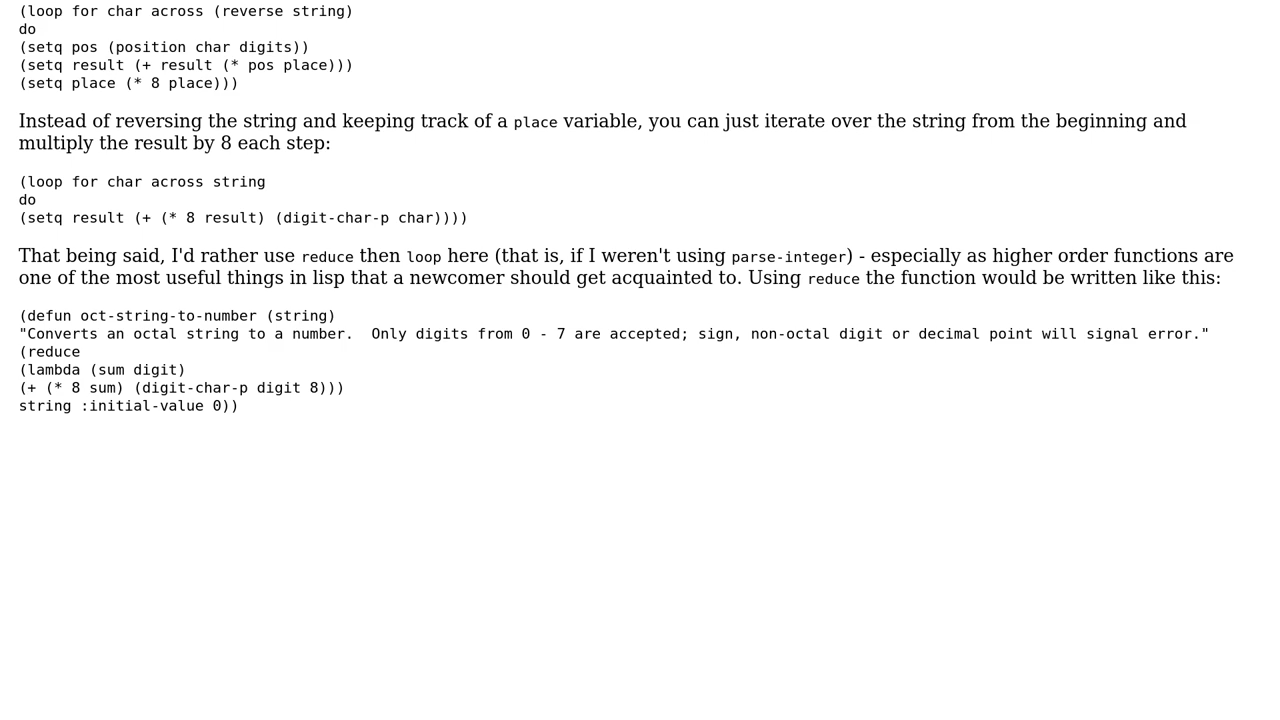 (loop for char across (reverse string)
do
(setq pos (position char digits))
(setq result (+ result (* pos place)))
(setq place (* 8 place)))
Instead of reversing the string and keeping track of a place variable, you can just iterate over the string from the beginning and
multiply the result by 8 each step:
(loop for char across string
do
(setq result (+ (* 8 result) (digit-char-p char))))
That being said, I'd rather use reduce then loop here (that is, if I weren't using parse-integer) - especially as higher order functions are
one of the most useful things in lisp that a newcomer should get acquainted to. Using reduce the function would be written like this:
(defun oct-string-to-number (string)
"Converts an octal string to a number.  Only digits from 0 - 7 are accepted; sign, non-octal digit or decimal point will signal error."
(reduce
(lambda (sum digit)
(+ (* 8 sum) (digit-char-p digit 8)))
string :initial-value 0))